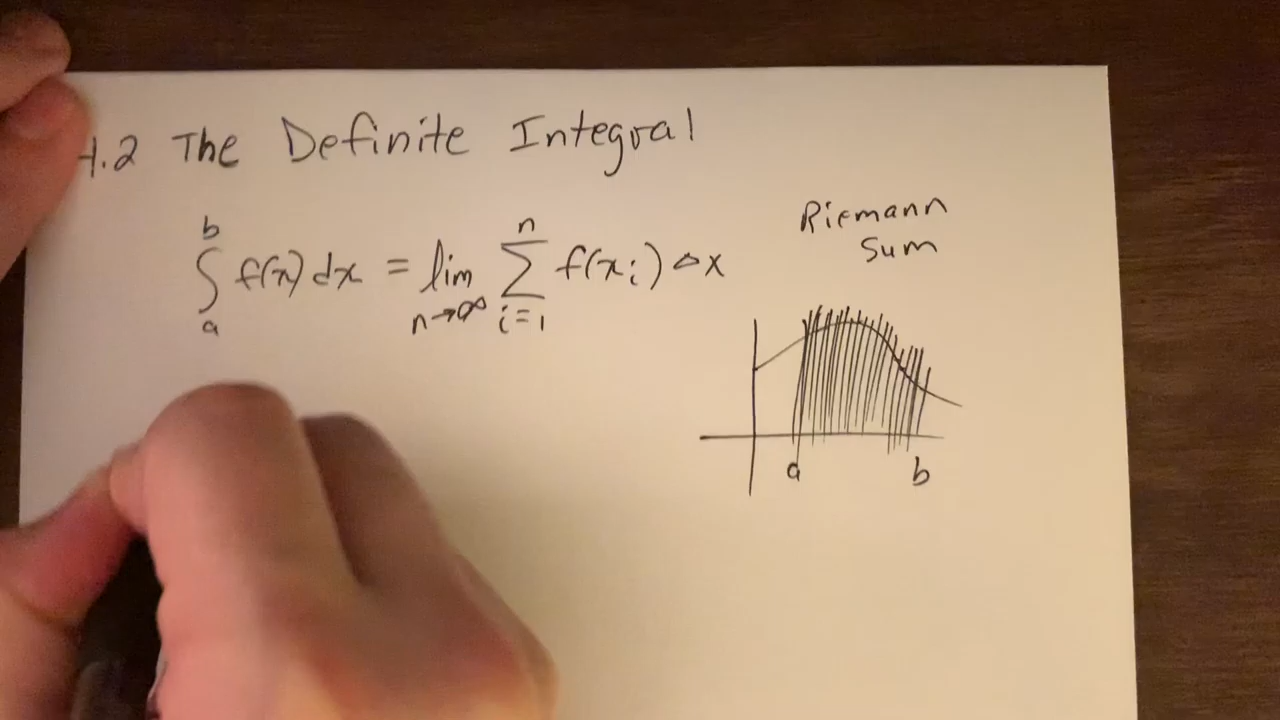 4.2 The Definite Integral
Riemann
Sum
b
∫ f(x) dx = lim ∑ f(xᵢ) Δx
a
n
n→∞ i=1
a
b